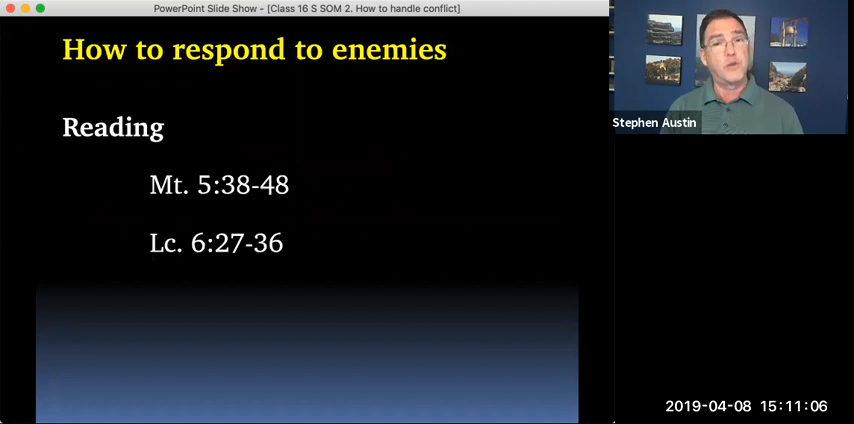 PowerPoint Slide Show - [Class 16 S SOM 2. How to handle conflict]
How to respond to enemies
Reading
Mt. 5:38-48
Lc. 6:27-36
Stephen Austin
2019-04-08 15:11:06